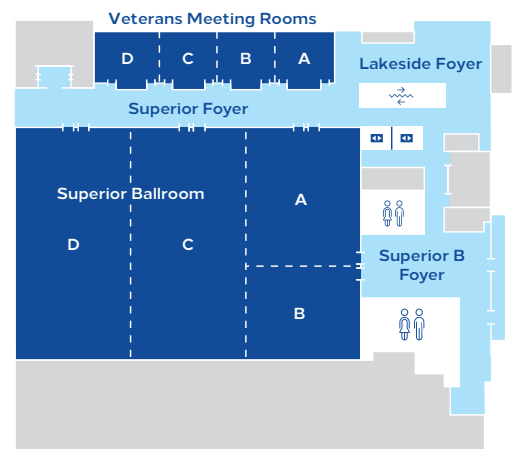 Veterans Meeting Rooms
D C B A
Lakeside Foyer
Superior Foyer
Superior Ballroom
A
D C
Superior B
Foyer
B